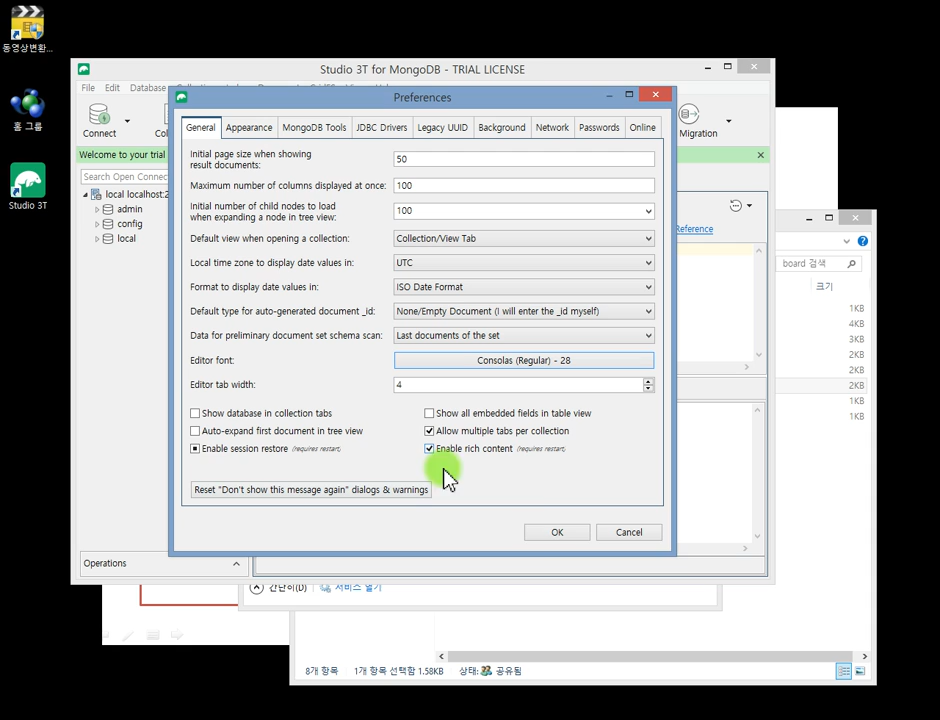 동영상변환...
홈 그룹
Studio 3T
Studio 3T for MongoDB - TRIAL LICENSE
File Edit Database
Connect
Migration
Welcome to your trial
Search Open Connec
local localhost:2
admin
config
local
Operations
Reference
Preferences
General Appearance MongoDB Tools JDBC Drivers Legacy UUID Background Network Passwords Online
Initial page size when showing
result documents:
50
Maximum number of columns displayed at once: 100
Initial number of child nodes to load
when expanding a node in tree view:
100
Default view when opening a collection: Collection/View Tab
Local time zone to display date values in: UTC
Format to display date values in: ISO Date Format
Default type for auto-generated document _id: None/Empty Document (I will enter the _id myself)
Data for preliminary document set schema scan: Last documents of the set
Editor font: Consolas (Regular) - 28
Editor tab width: 4
Show database in collection tabs Show all embedded fields in table view
Auto-expand first document in tree view Allow multiple tabs per collection
Enable session restore (requires restart) Enable rich content (requires restart)
Reset "Don't show this message again" dialogs & warnings
OK Cancel
board 검색
크기
1KB
4KB
3KB
2KB
2KB
2KB
1KB
1KB
간단히(D) 서비스 열기
8개 항목 1개 항목 선택함 1.58KB 상태: 공유됨